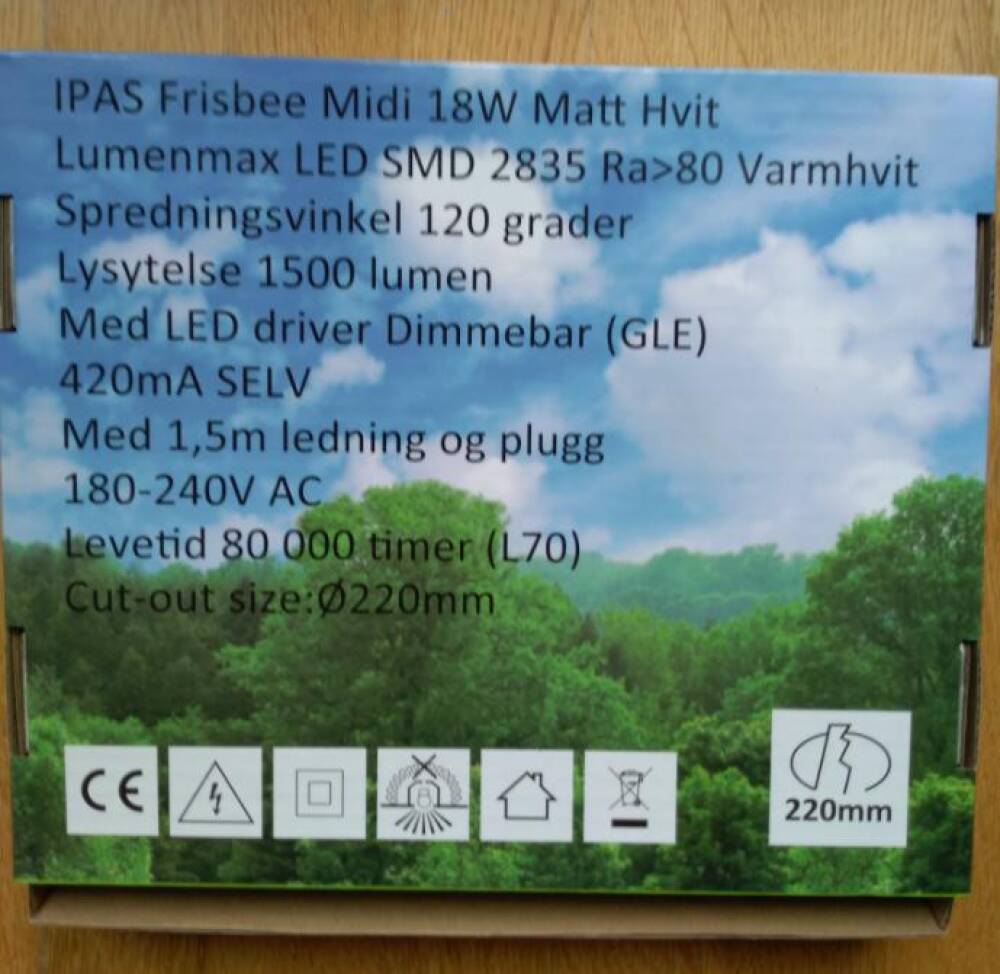 IPAS Frisbee Midi 18W Matt Hvit
Lumenmax LED SMD 2835 Ra>80 Varmhvit
Spredningsvinkel 120 grader
Lysytelse 1500 lumen
Med LED driver Dimmebar (GLE)
420mA SELV
Med 1,5m ledning og plugg
180-240V AC
Levetid 80 000 timer (L70)
Cut-out size:Ø220mm
CE
220mm